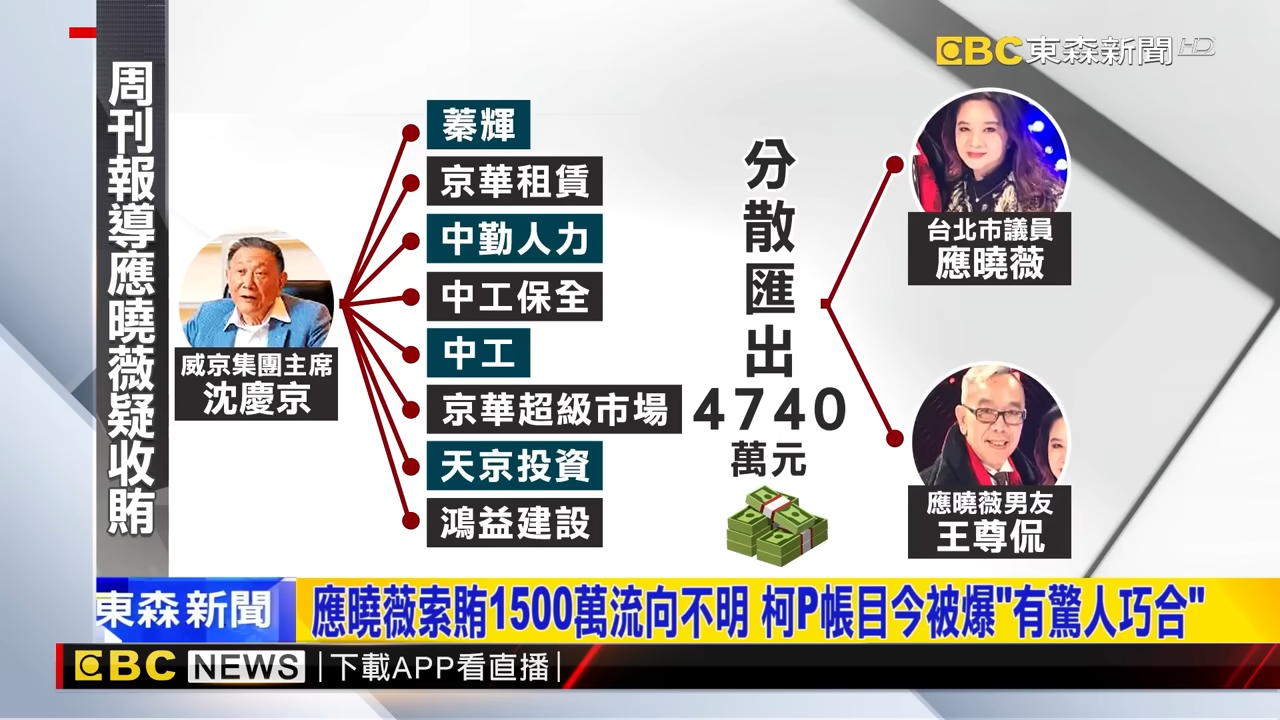 EBC東森新聞HD
周刊報導應曉薇疑收賄
威京集團主席
沈慶京
蓁輝
京華租賃
中勤人力
中工保全
中工
京華超級市場
天京投資
鴻益建設
分散匯出
4740
萬元
台北市議員
應曉薇
應曉薇男友
王尊侃
東森新聞
應曉薇索賄1500萬流向不明 柯P帳目今被爆"有驚人巧合"
EBC NEWS|下載APP看直播|